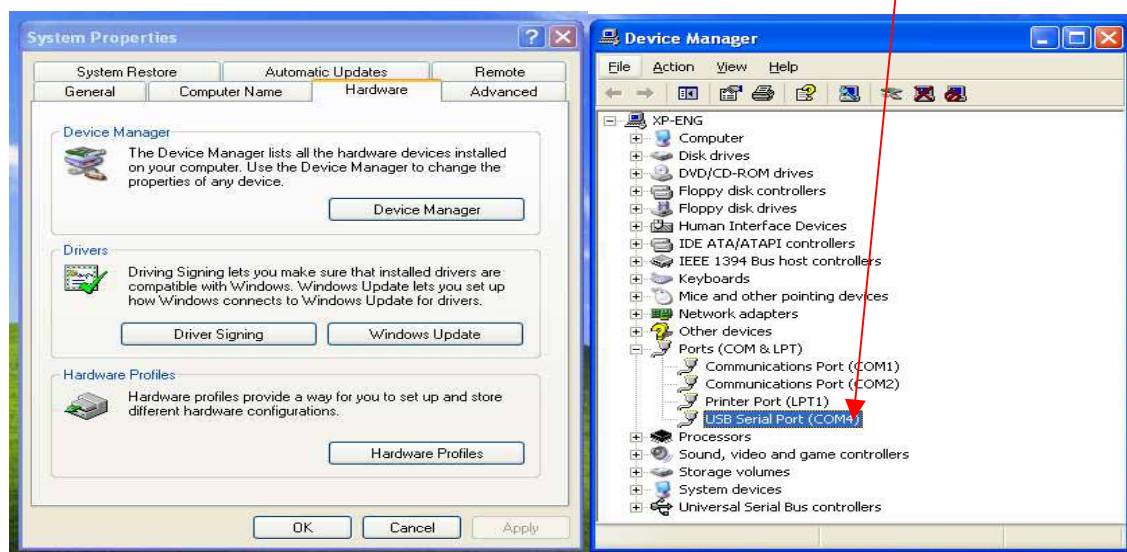 System Properties
System Restore Automatic Updates Remote
General Computer Name Hardware Advanced
Device Manager
The Device Manager lists all the hardware devices installed
on your computer. Use the Device Manager to change the
properties of any device.
Device Manager
Drivers
Driving Signing lets you make sure that installed drivers are
compatible with Windows. Windows Update lets you set up
how Windows connects to Windows Update for drivers.
Driver Signing Windows Update
Hardware Profiles
Hardware profiles provide a way for you to set up and store
different hardware configurations.
Hardware Profiles
OK Cancel Apply
Device Manager
File Action View Help
XP-ENG
Computer
Disk drives
DVD/CD-ROM drives
Floppy disk controllers
Floppy disk drives
Human Interface Devices
IDE ATA/ATAPI controllers
IEEE 1394 Bus host controllers
Keyboards
Mice and other pointing devices
Network adapters
Other devices
Ports (COM & LPT)
Communications Port (COM1)
Communications Port (COM2)
Printer Port (LPT1)
USB Serial Port (COM4)
Processors
Sound, video and game controllers
Storage volumes
System devices
Universal Serial Bus controllers